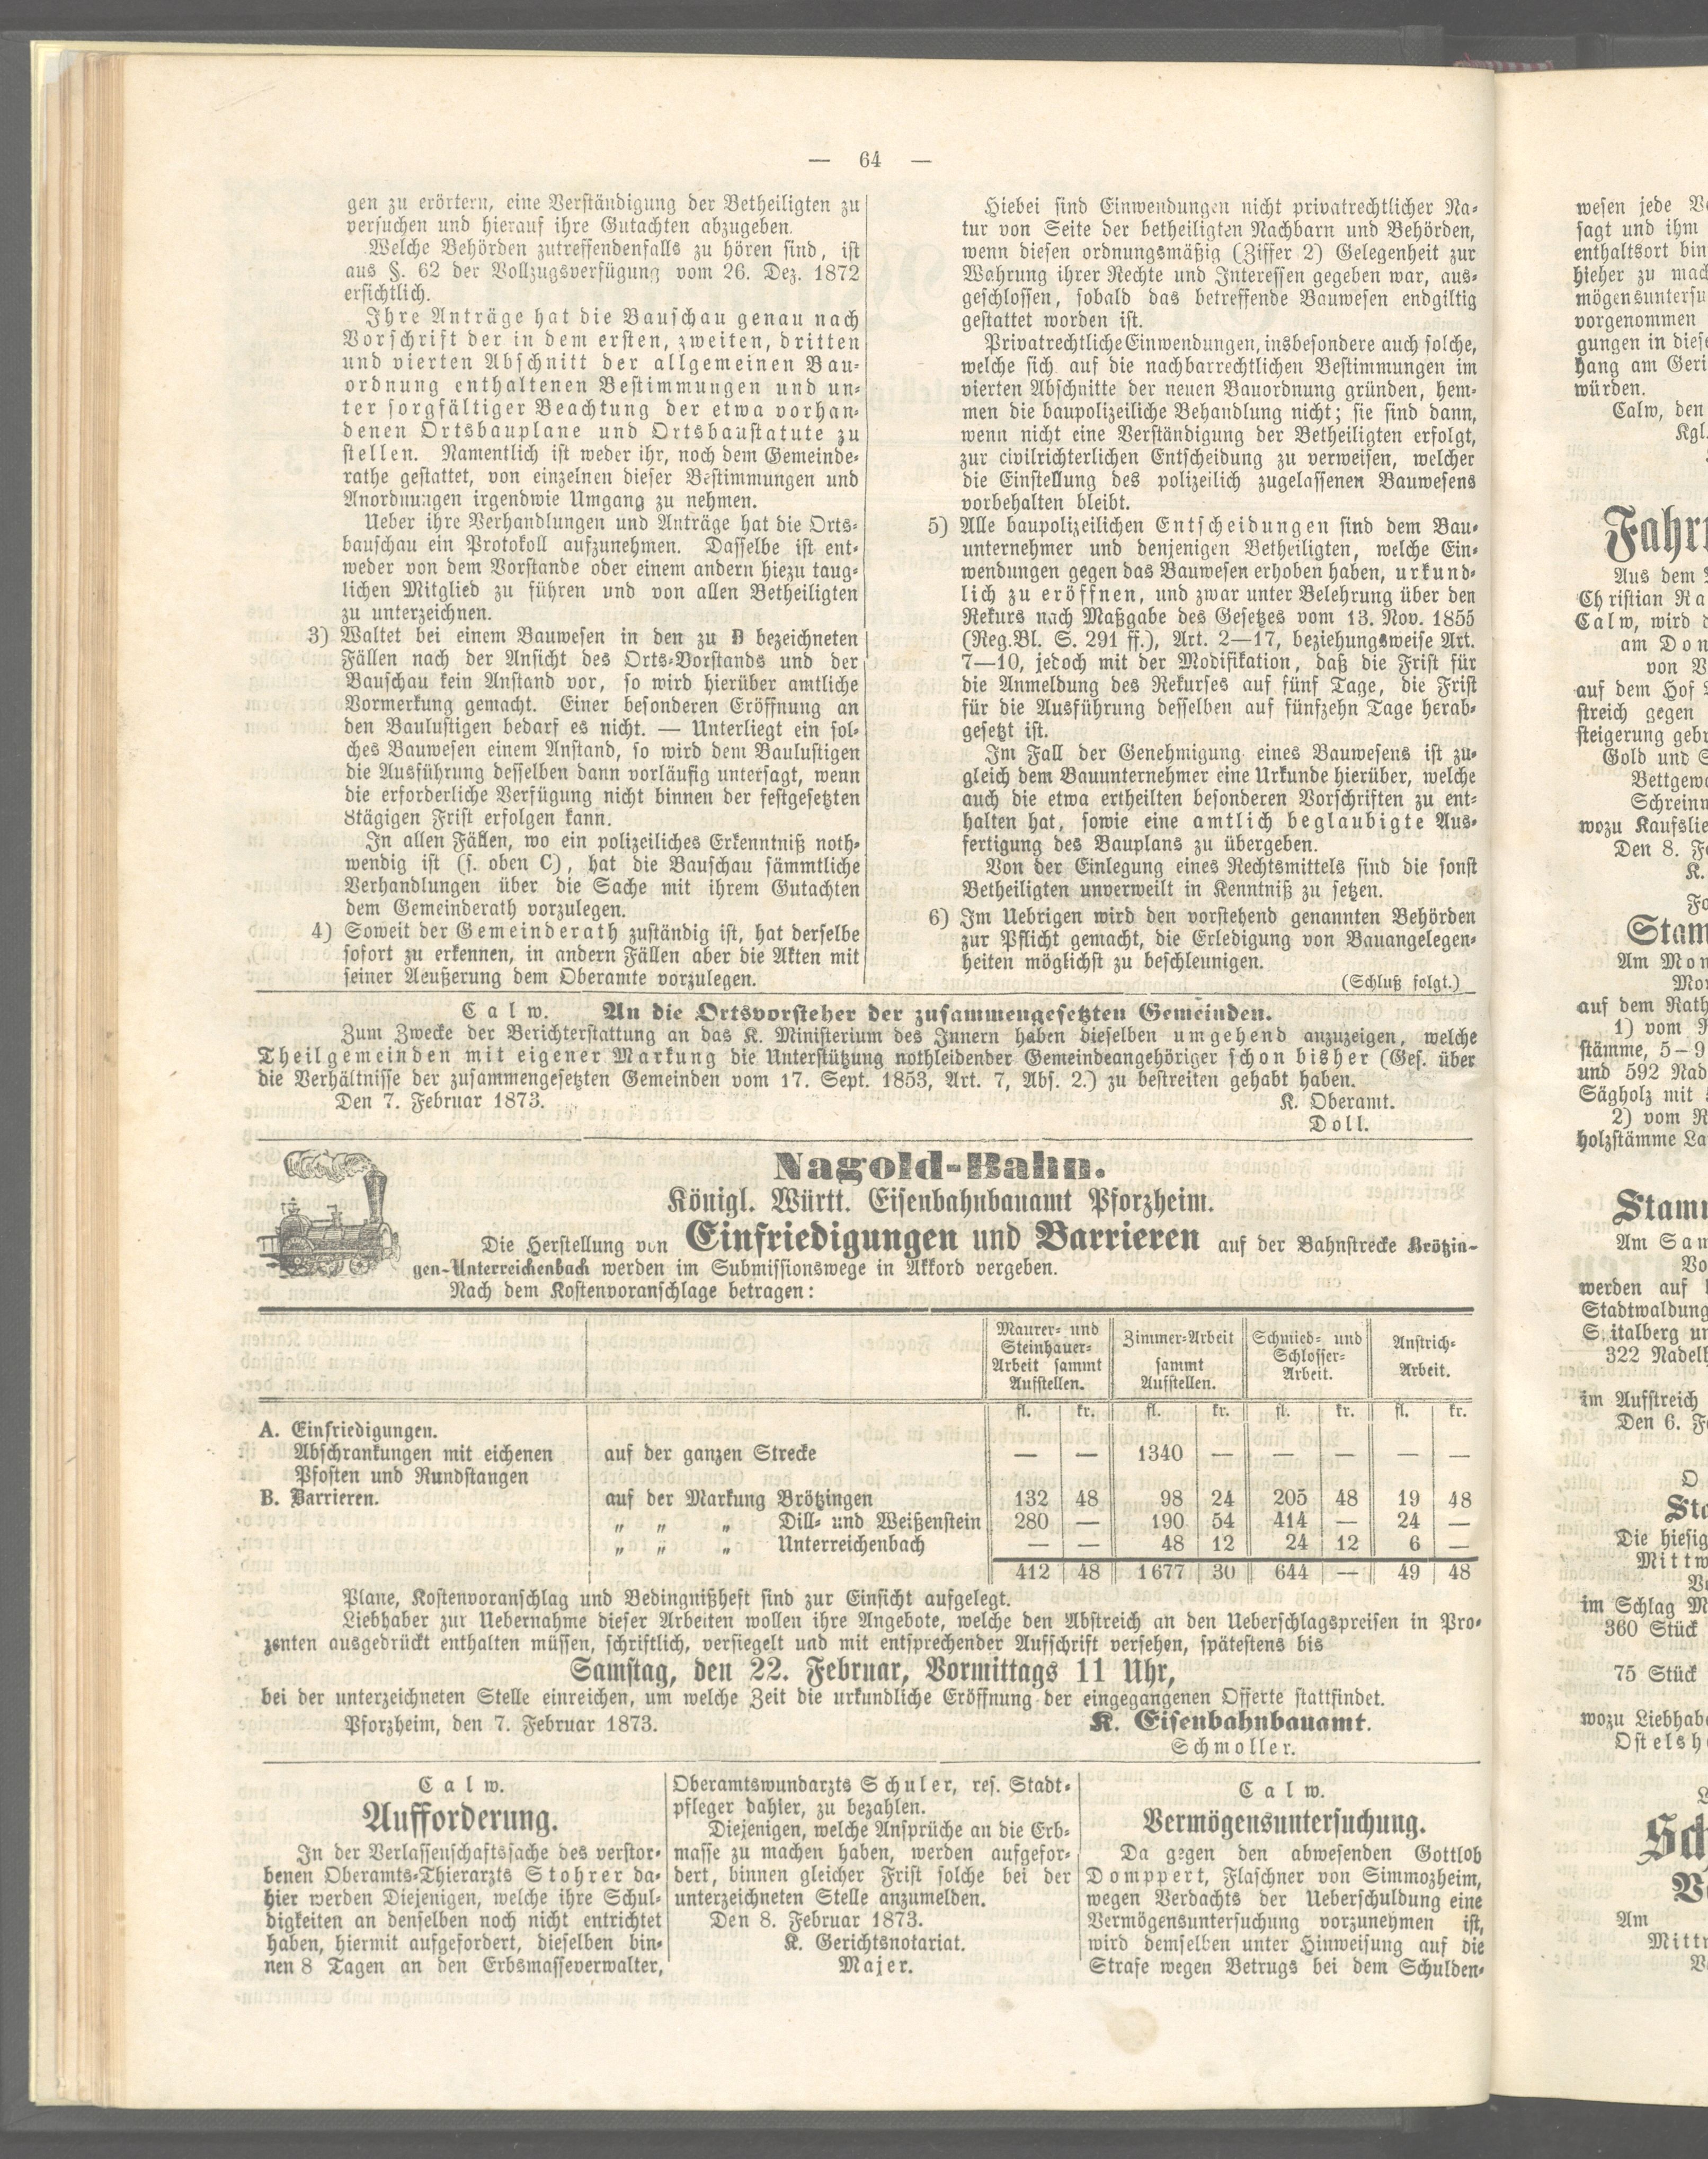 — 64 —
gen zu erörtern, eine Verständigung der Betheiligten zu
versuchen und hierauf ihre Gutachten abzugeben.
Welche Behörden zutreffendenfalls zu hören sind, ist
aus §. 62 der Vollzugsverfügung vom 26. Dez. 1872
ersichtlich.
Ihre Anträge hat die Bauschau genau nach
Vorschrift der in dem ersten, zweiten, dritten
und vierten Abschnitt der allgemeinen Bau-
ordnung enthaltenen Bestimmungen und un-
ter sorgfältiger Beachtung der etwa vorhan-
denen Ortsbauplane und Ortsbaustatute zu
stellen. Namentlich ist weder ihr, noch dem Gemeinde-
rathe gestattet, von einzelnen dieser Bestimmungen und
Anordnungen irgendwie Umgang zu nehmen.
Ueber ihre Verhandlungen und Anträge hat die Orts-
bauschau ein Protokoll aufzunehmen. Dasselbe ist ent-
weder von dem Vorstande oder einem andern hiezu taug-
lichen Mitglied zu führen und von allen Betheiligten
zu unterzeichnen.
3) Waltet bei einem Bauwesen in den zu B bezeichneten
Fällen nach der Ansicht des Orts-Vorstands und der
Bauschau kein Anstand vor, so wird hierüber amtliche
Vormerkung gemacht. Einer besonderen Eröffnung an
den Baulustigen bedarf es nicht. — Unterliegt ein sol-
ches Bauwesen einem Anstand, so wird dem Baulustigen
die Ausführung desselben dann vorläufig untersagt, wenn
die erforderliche Verfügung nicht binnen der festgesetzten
8tägigen Frist erfolgen kann.
In allen Fällen, wo ein polizeiliches Erkenntniß noth-
wendig ist (s. oben C), hat die Bauschau sämmtliche
Verhandlungen über die Sache mit ihrem Gutachten
dem Gemeinderath vorzulegen.
4) Soweit der Gemeinderath zuständig ist, hat derselbe
sofort zu erkennen, in andern Fällen aber die Akten mit
seiner Aeußerung dem Oberamte vorzulegen.
Hiebei sind Einwendungen nicht privatrechtlicher Na-
tur von Seite der betheiligten Nachbarn und Behörden,
wenn diesen ordnungsmäßig (Ziffer 2) Gelegenheit zur
Wahrung ihrer Rechte und Interessen gegeben war, aus-
geschlossen, sobald das betreffende Bauwesen endgiltig
gestattet worden ist.
Privatrechtliche Einwendungen, insbesondere auch solche,
welche sich auf die nachbarrechtlichen Bestimmungen im
vierten Abschnitte der neuen Bauordnung gründen, hem-
men die baupolizeiliche Behandlung nicht; sie sind dann,
wenn nicht eine Verständigung der Betheiligten erfolgt,
zur civilrichterlichen Entscheidung zu verweisen, welcher
die Einstellung des polizeilich zugelassenen Bauwesens
vorbehalten bleibt.
5) Alle baupolizeilichen Entscheidungen sind dem Bau-
unternehmer und denjenigen Betheiligten, welche Ein-
wendungen gegen das Bauwesen erhoben haben, urkund-
lich zu eröffnen, und zwar unter Belehrung über den
Rekurs nach Maßgabe des Gesetzes vom 13. Nov. 1855
(Reg.Bl. S. 291 ff.), Art. 2—17, beziehungsweise Art.
7—10, jedoch mit der Modifikation, daß die Frist für
die Anmeldung des Rekurses auf fünf Tage, die Frist
für die Ausführung desselben auf fünfzehn Tage herab-
gesetzt ist.
Im Fall der Genehmigung eines Bauwesens ist zu-
gleich dem Bauunternehmer eine Urkunde hierüber, welche
auch die etwa ertheilten besonderen Vorschriften zu ent-
halten hat, sowie eine amtlich beglaubigte Aus-
fertigung des Bauplans zu übergeben.
Von der Einlegung eines Rechtsmittels sind die sonst
Betheiligten unverweilt in Kenntniß zu setzen.
6) Im Uebrigen wird den vorstehend genannten Behörden
zur Pflicht gemacht, die Erledigung von Bauangelegen-
heiten möglichst zu beschleunigen.
(Schluß folgt.)
Calw. An die Ortsvorsteher der zusammengesetzten Gemeinden.
Zum Zwecke der Berichterstattung an das K. Ministerium des Innern haben dieselben umgehend anzuzeigen, welche
Theilgemeinden mit eigener Markung die Unterstützung nothleidender Gemeindeangehöriger schon bisher (Ges. über
die Verhältnisse der zusammengesetzten Gemeinden vom 17. Sept. 1853, Art. 7, Abs. 2.) zu bestreiten gehabt haben.
Den 7. Februar 1873. K. Oberamt.
Doll.
Nagold-Bahn.
Königl. Württ. Eisenbahnbauamt Pforzheim.
Die Herstellung von Einfriedigungen und Barrieren auf der Bahnstrecke Brötzin-
gen-Unterreichenbach werden im Submissionswege in Akkord vergeben.
Nach dem Kostenvoranschlage betragen:
Maurer- und Steinhauer-Arbeit sammt Aufstellen. Zimmer-Arbeit sammt Aufstellen. Schmied- und Schlosser-Arbeit. Anstrich-Arbeit.
fl. kr. fl. kr. fl. kr. fl. kr.
A. Einfriedigungen.
Abschrankungen mit eichenen auf der ganzen Strecke — — 1340 — — — — —
Pfosten und Rundstangen
B. Barrieren. auf der Markung Brötzingen 132 48 98 24 205 48 19 48
„ „ „ Dill- und Weißenstein 280 — 190 54 414 — 24 —
„ „ „ Unterreichenbach — — 48 12 24 12 6 —
412 48 1677 30 644 — 49 48
Plane, Kostenvoranschlag und Bedingnißheft sind zur Einsicht aufgelegt.
Liebhaber zur Uebernahme dieser Arbeiten wollen ihre Angebote, welche den Abstreich an den Ueberschlagspreisen in Pro-
zenten ausgedrückt enthalten müssen, schriftlich, versiegelt und mit entsprechender Aufschrift versehen, spätestens bis
Samstag, den 22. Februar, Vormittags 11 Uhr,
bei der unterzeichneten Stelle einreichen, um welche Zeit die urkundliche Eröffnung der eingegangenen Offerte stattfindet.
Pforzheim, den 7. Februar 1873. K. Eisenbahnbauamt.
Schmoller.
Calw.
Aufforderung.
In der Verlassenschaftssache des verstor-
benen Oberamts-Thierarzts Stohrer da-
hier werden Diejenigen, welche ihre Schul-
digkeiten an denselben noch nicht entrichtet
haben, hiermit aufgefordert, dieselben bin-
nen 8 Tagen an den Erbsmasseverwalter,
Oberamtswundarzts Schuler, res. Stadt-
pfleger dahier, zu bezahlen.
Diejenigen, welche Ansprüche an die Erb-
masse zu machen haben, werden aufgefor-
dert, binnen gleicher Frist solche bei der
unterzeichneten Stelle anzumelden.
Den 8. Februar 1873.
K. Gerichtsnotariat.
Majer.
Calw.
Vermögensuntersuchung.
Da gegen den abwesenden Gottlob
Domppert, Flaschner von Simmozheim,
wegen Verdachts der Ueberschuldung eine
Vermögensuntersuchung vorzunehmen ist,
wird demselben unter Hinweisung auf die
Strafe wegen Betrugs bei dem Schulden-
wesen jede
sagt und ihm
enthaltsort
hieher zu
vorgenommen
gungen in
hang am
würden.
Calw, den
Kgl.
Aus dem
Christian
Calw, wird
am
von
auf dem Hof
streich gegen
steigerung
Gold und
wozu
Den 8.
K.
Am
auf dem
1) vom
stämme, 5–9
und 592
Sägholz mit
2) vom
holzstämme
Am
werden auf
Stadtwaldung
322
im Aufstreich
Den 6.
Die
im Schlag
360 Stück
75 Stück
wozu
Am